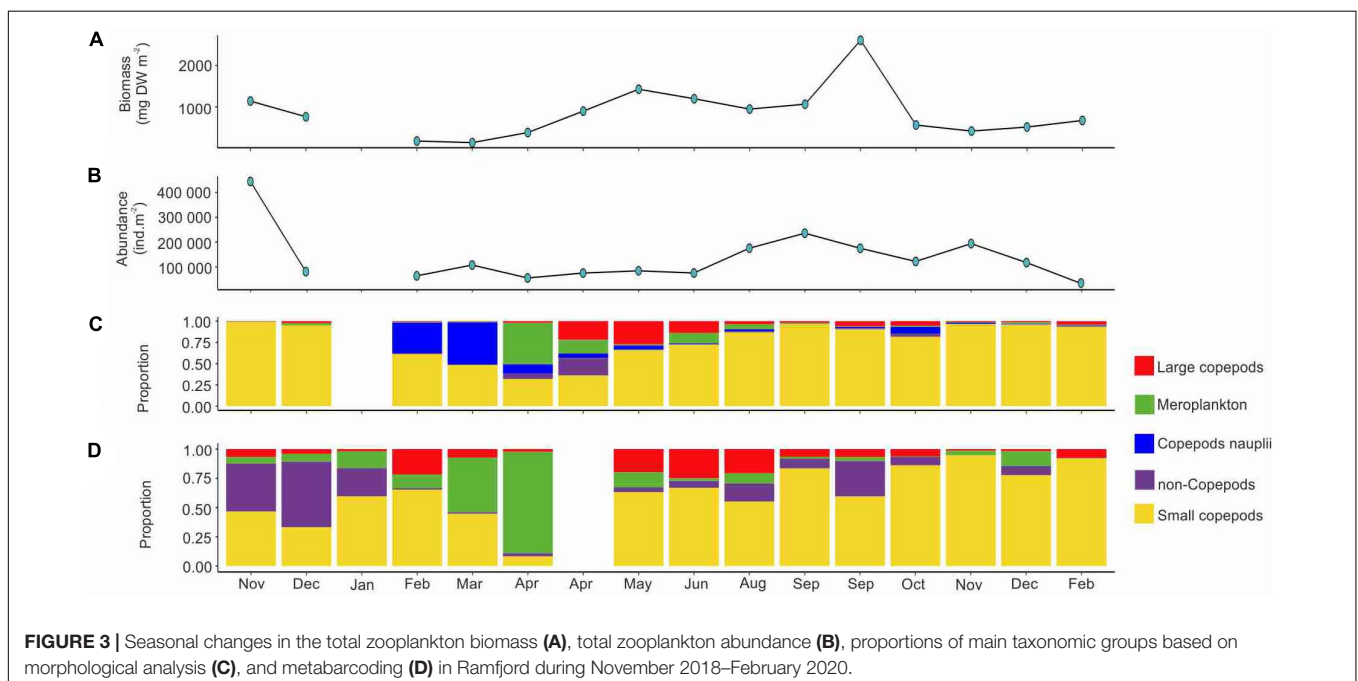 A
Biomass
(mg DW m-2)
2000
1000
B
Abundance
(ind.m-2)
400 000
300 000
200 000
100 000
C
Proportion
1.00
0.75
0.50
0.25
0.00
D
Proportion
1.00
0.75
0.50
0.25
0.00
Nov Dec Jan Feb Mar Apr Apr May Jun Aug Sep Sep Oct Nov Dec Feb
Large copepods
Meroplankton
Copepods nauplii
non-Copepods
Small copepods
FIGURE 3 | Seasonal changes in the total zooplankton biomass (A), total zooplankton abundance (B), proportions of main taxonomic groups based on
morphological analysis (C), and metabarcoding (D) in Ramfjord during November 2018–February 2020.